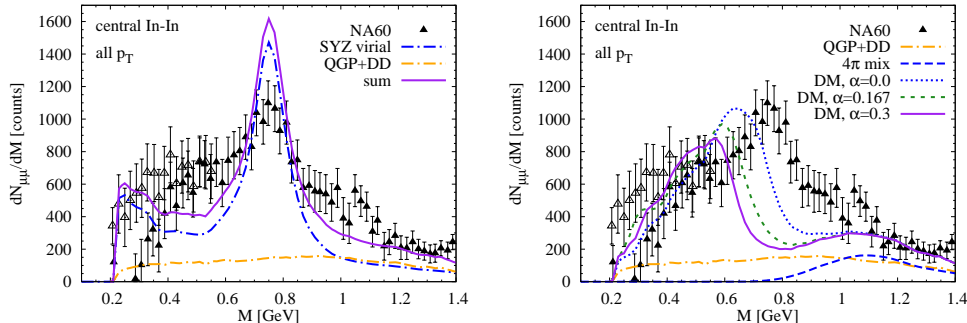 central In-In
all pT
NA60
SYZ virial
QGP+DD
sum
dNμμ/dM [counts]
1600
1400
1200
1000
800
600
400
200
0
0.2 0.4 0.6 0.8 1 1.2 1.4
M [GeV]
central In-In
all pT
NA60
QGP+DD
4π mix
DM, α=0.0
DM, α=0.167
DM, α=0.3
dNμμ/dM [counts]
1600
1400
1200
1000
800
600
400
200
0
0.2 0.4 0.6 0.8 1 1.2 1.4
M [GeV]